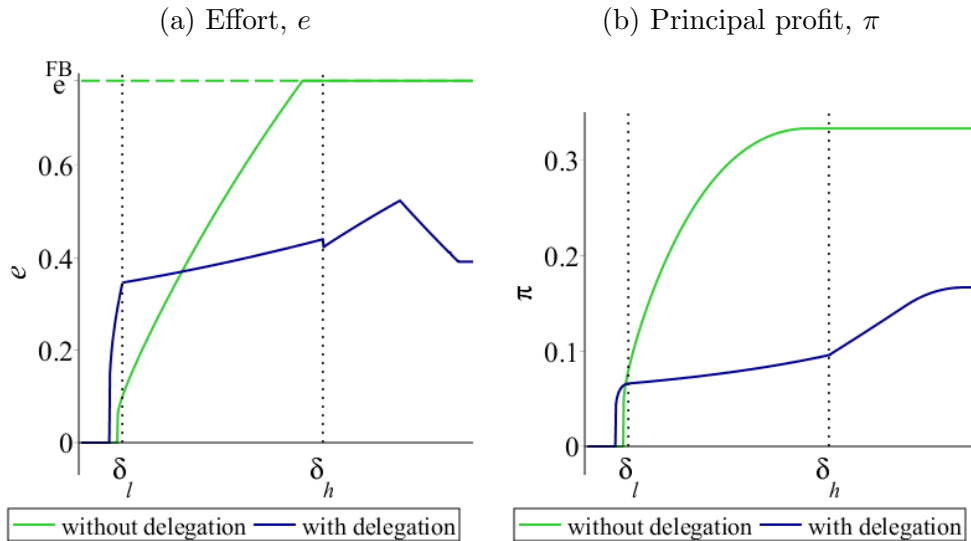 (a) Effort, e
FB
e
0.6
0.4
0.2
0
e
δ_l
δ_h
without delegation
with delegation
(b) Principal profit, π
0.3
0.2
0.1
0
π
δ_l
δ_h
without delegation
with delegation